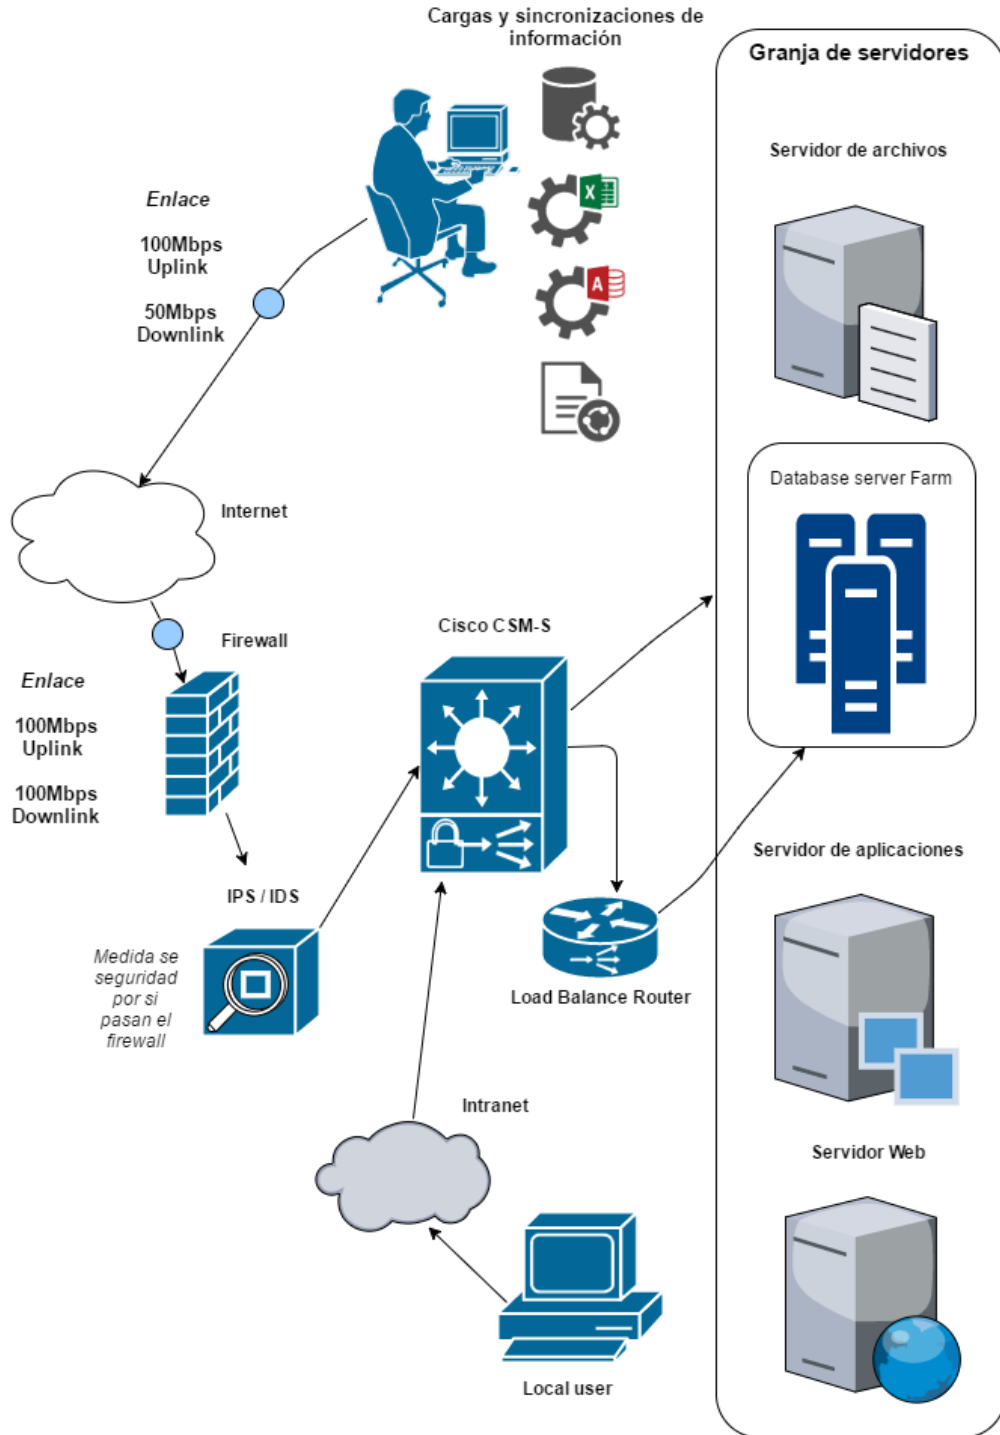 Cargas y sincronizaciones de
información
Granja de servidores
Servidor de archivos
Enlace
100Mbps
Uplink
50Mbps
Downlink
X
A
Database server Farm
Internet
Cisco CSM-S
Firewall
Enlace
100Mbps
Uplink
100Mbps
Downlink
Servidor de aplicaciones
IPS / IDS
Medida se
seguridad
por si
pasan el
firewall
Load Balance Router
Intranet
Servidor Web
Local user